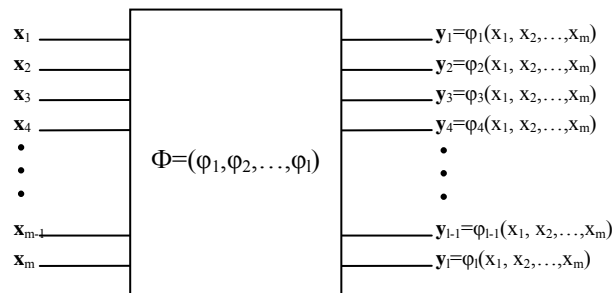 x₁ y₁=φ₁(x₁, x₂,…,xₘ)
x₂ y₂=φ₂(x₁, x₂,…,xₘ)
x₃ y₃=φ₃(x₁, x₂,…,xₘ)
x₄ y₄=φ₄(x₁, x₂,…,xₘ)
Φ=(φ₁,φ₂,…,φₗ)
xₘ₋₁ yₗ₋₁=φₗ₋₁(x₁, x₂,…,xₘ)
xₘ yₗ=φₗ(x₁, x₂,…,xₘ)